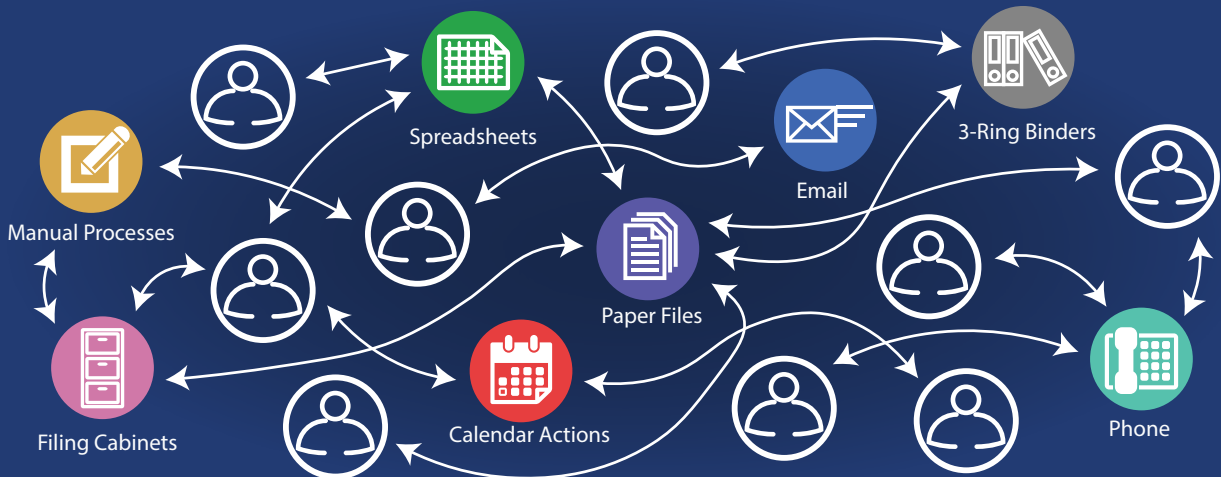 Spreadsheets
3-Ring Binders
Email
Manual Processes
Paper Files
Calendar Actions
Filing Cabinets
Phone